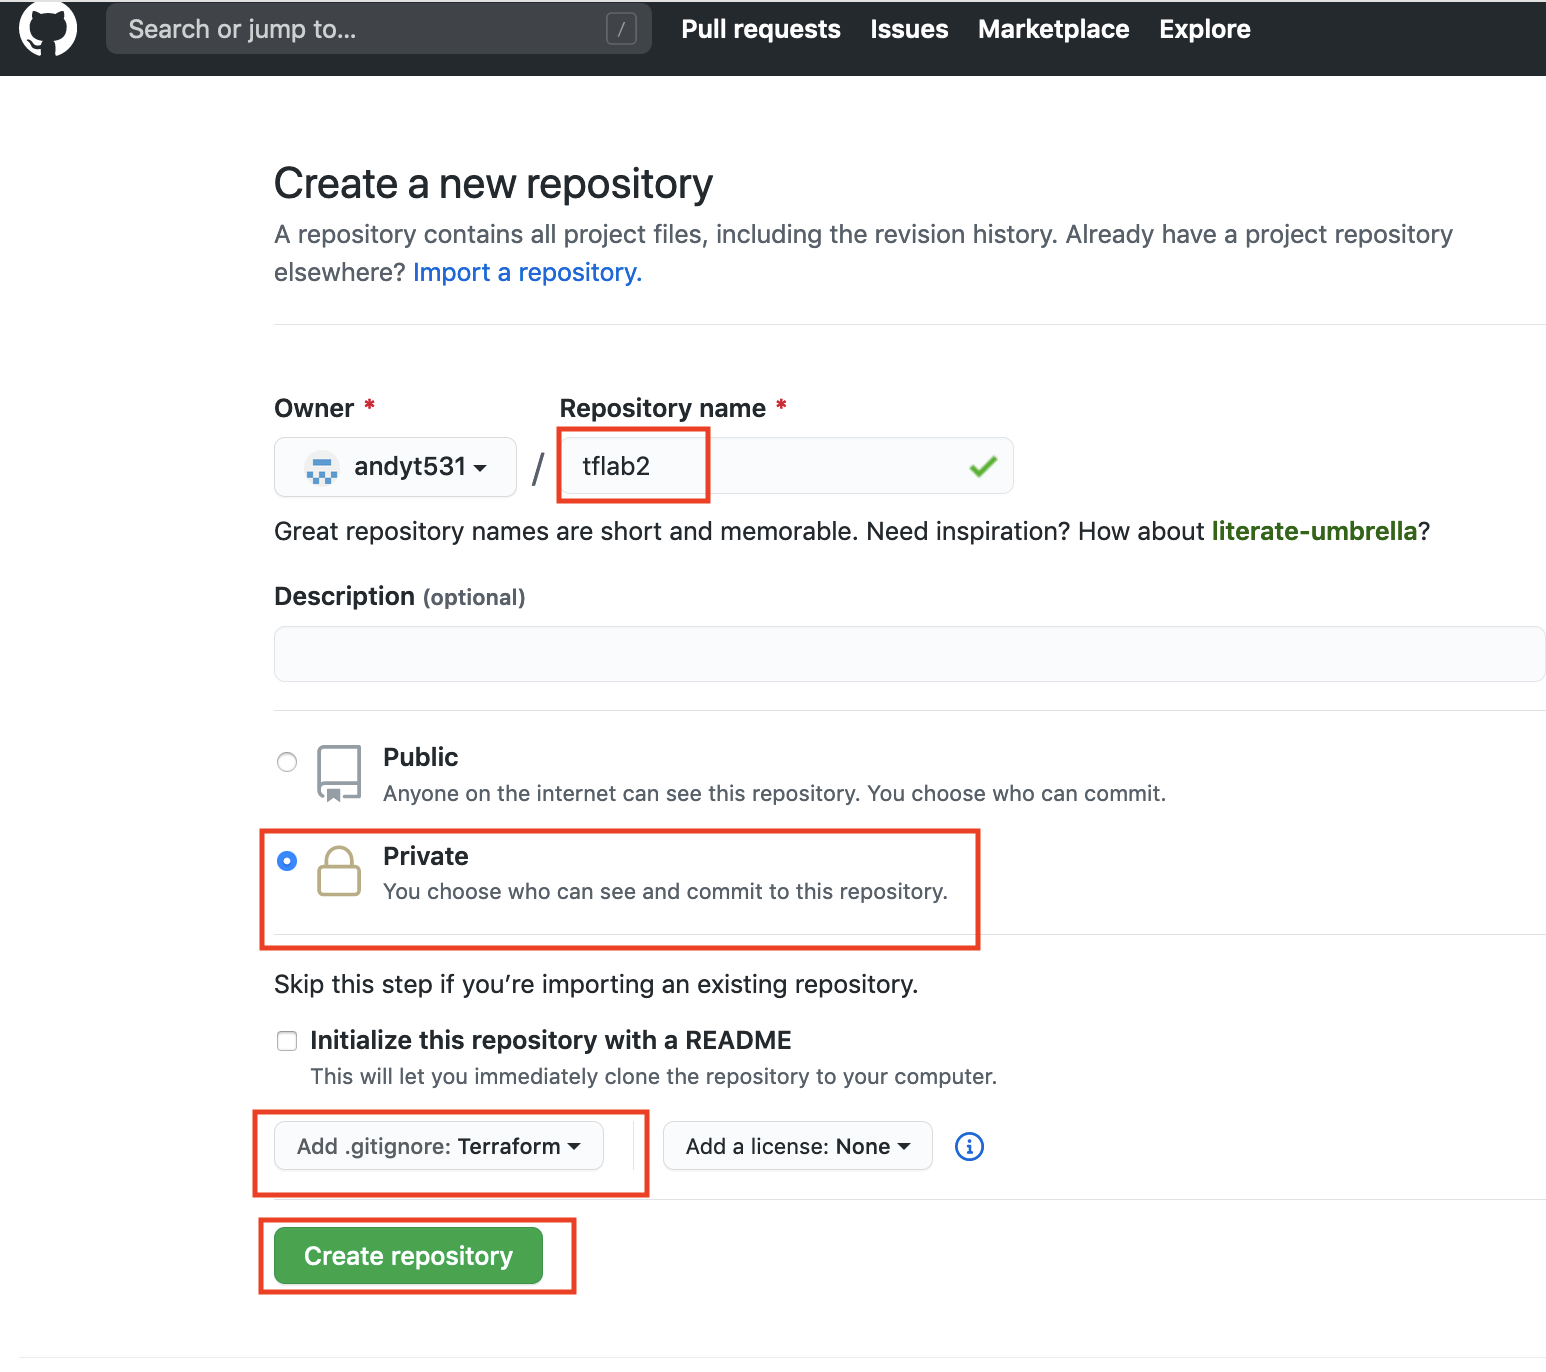 Search or jump to... / Pull requests Issues Marketplace Explore
Create a new repository
A repository contains all project files, including the revision history. Already have a project repository
elsewhere? Import a repository.
Owner * Repository name *
andyt531 / tflab2
Great repository names are short and memorable. Need inspiration? How about literate-umbrella?
Description (optional)
Public
Anyone on the internet can see this repository. You choose who can commit.
Private
You choose who can see and commit to this repository.
Skip this step if you’re importing an existing repository.
Initialize this repository with a README
This will let you immediately clone the repository to your computer.
Add .gitignore: Terraform Add a license: None
Create repository